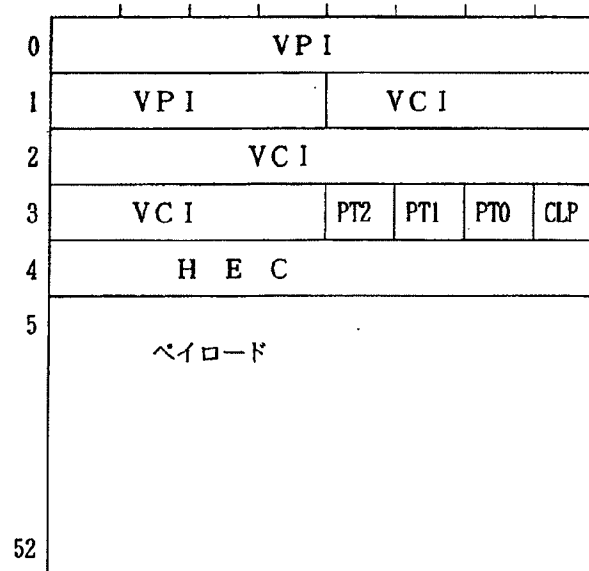 0 VPI
1 VPI VCI
2 VCI
3 VCI PT2 PT1 PT0 CLP
4 HEC
5
ペイロード
52